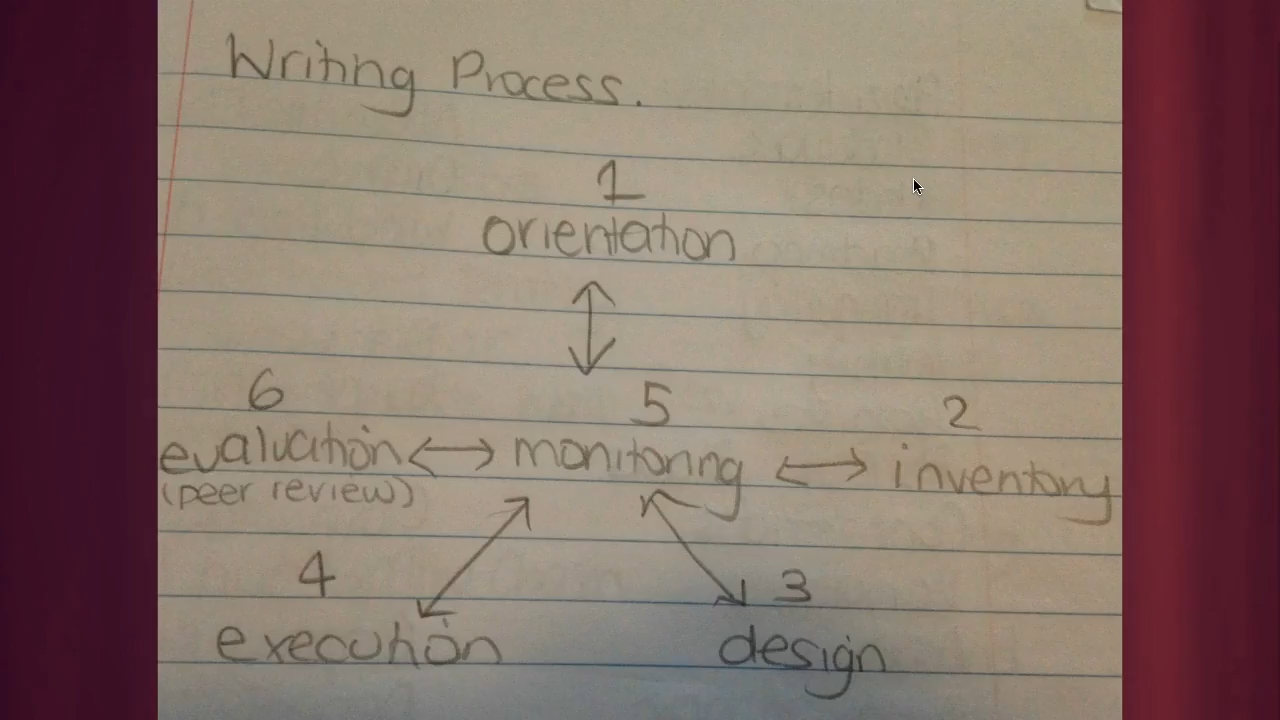 Writing Process.
1
orientation
6 5 2
evaluation monitoring inventory
(peer review)
4 3
execution design